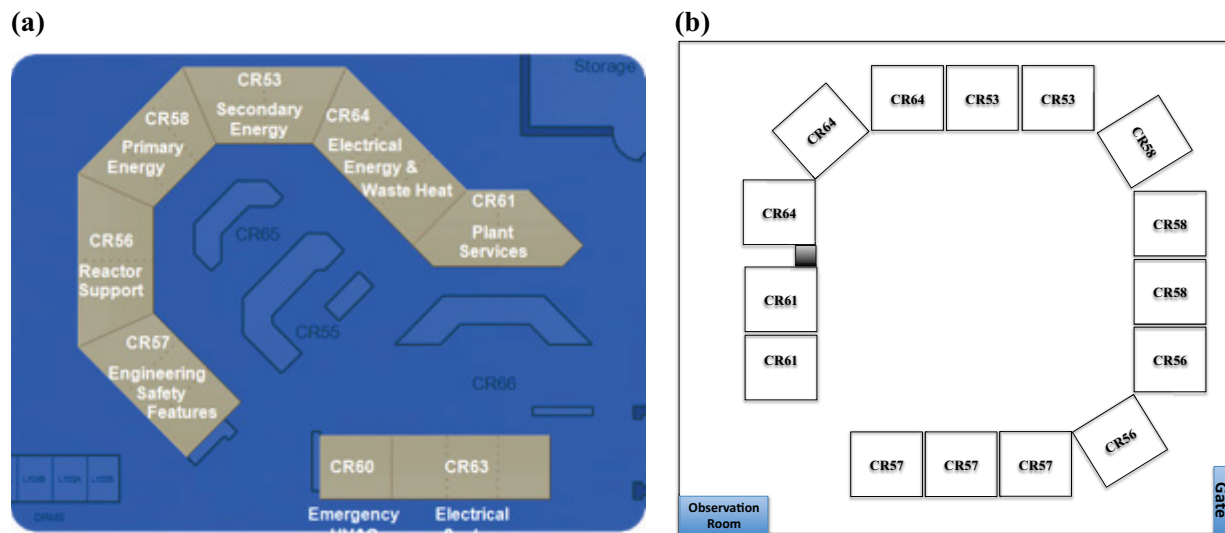 (a)
Storage
CR53
Secondary
Energy
CR58
Primary
Energy
CR64
Electrical
Energy &
Waste Heat
CR61
Plant
Services
CR56
Reactor
Support
CR65
CR55
CR57
Engineering
Safety
Features
CR66
CR60
CR63
Emergency
Electrical
(b)
CR64
CR53
CR53
CR64
CR58
CR64
CR58
CR61
CR58
CR61
CR56
CR56
CR57
CR57
CR57
Observation
Room
Gate